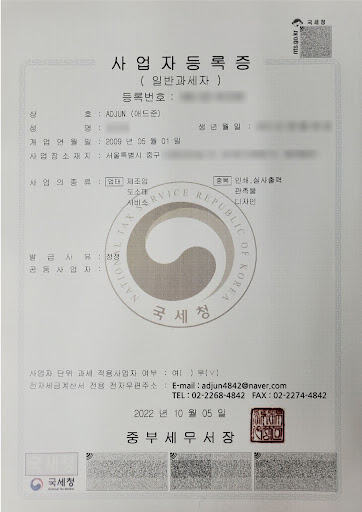 국세청
nts.go.kr
사업자등록증
( 일반과세자 )
등록번호 :
상 호 : ADJUN (애드준)
성 명 : 생 년 월 일 :
개 업 연 월 일 : 2009 년 05 월 01 일
사 업 장 소 재 지 : 서울특별시 중구
사 업 의 종 류 : 업태 제조업 종목 인쇄,실사출력
도소매 판촉물
서비스 디자인
NATIONAL TAX SERVICE REPUBLIC OF KOREA
국세청
발 급 사 유 : 정정
공 동 사 업 자 :
사업자 단위 과세 적용사업자 여부 : 여( ) 부(∨)
전자세금계산서 전용 전자우편주소 : E-mail : adjun4842@naver.com
TEL : 02-2268-4842 FAX : 02-2274-4842
2022 년 10 월 05 일
중부세무서장
국세청